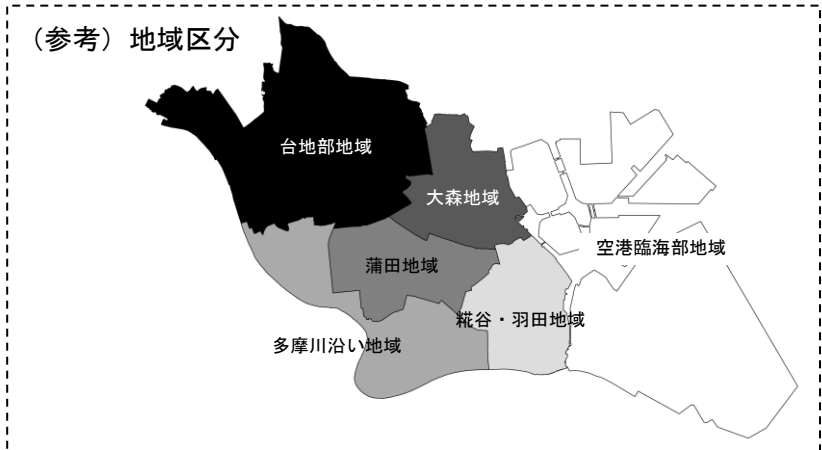 （参考）地域区分
台地部地域
大森地域
空港臨海部地域
蒲田地域
糀谷・羽田地域
多摩川沿い地域